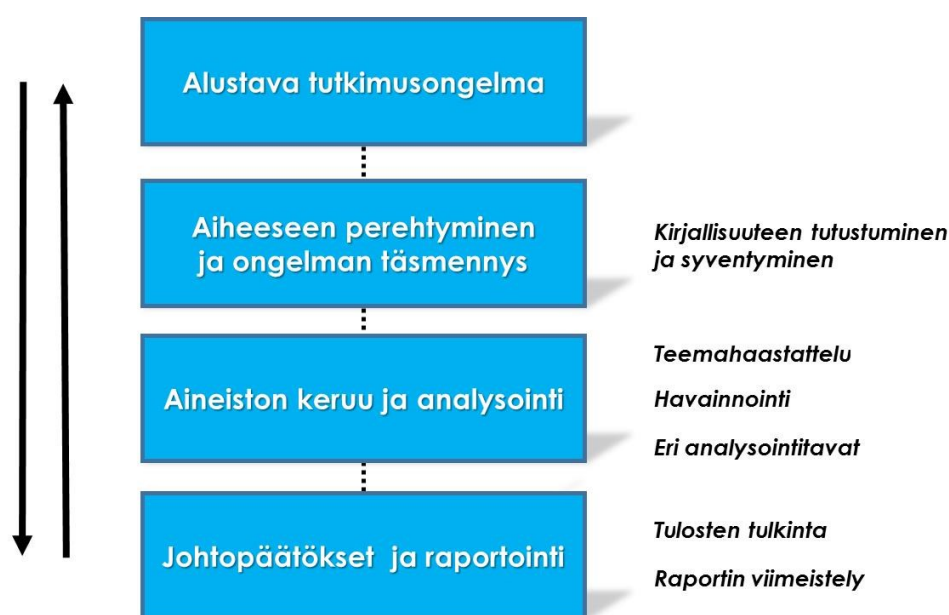 Alustava tutkimusongelma
Aiheeseen perehtyminen
ja ongelman täsmennys
Kirjallisuuteen tutustuminen
ja syventyminen
Aineiston keruu ja analysointi
Teemahaastattelu
Havainnointi
Eri analysointitavat
Johtopäätökset ja raportointi
Tulosten tulkinta
Raportin viimeistely